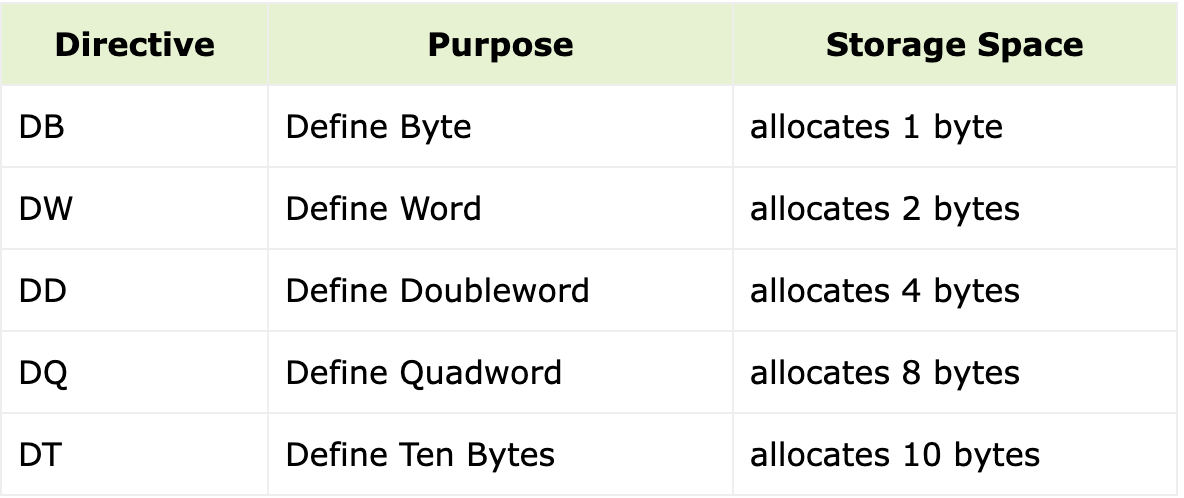 Directive Purpose Storage Space
DB Define Byte allocates 1 byte
DW Define Word allocates 2 bytes
DD Define Doubleword allocates 4 bytes
DQ Define Quadword allocates 8 bytes
DT Define Ten Bytes allocates 10 bytes